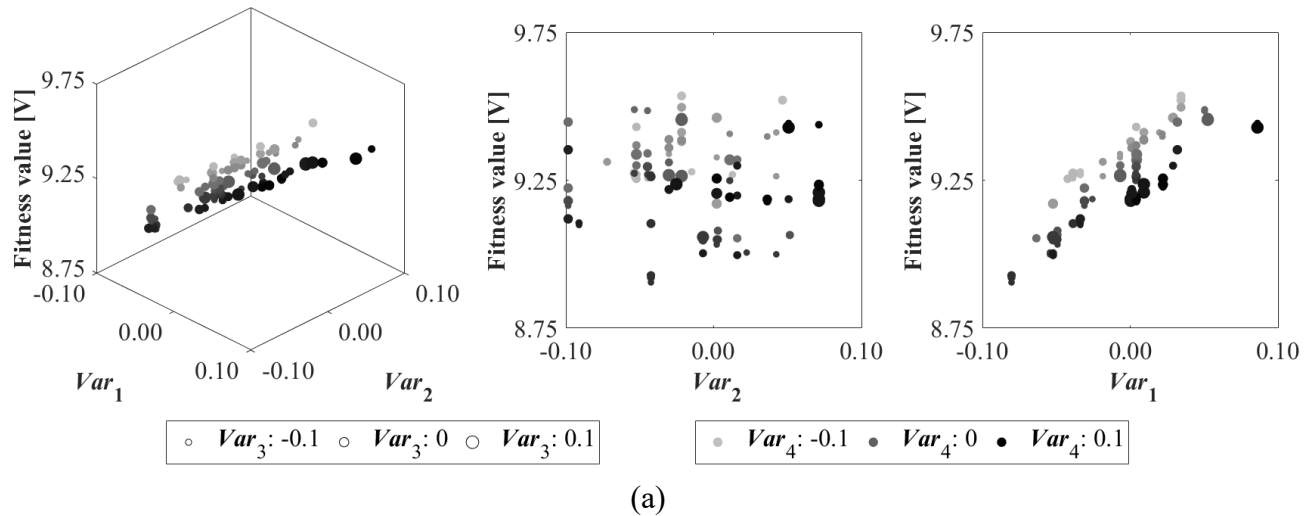 Fitness value [V]
9.75
9.25
8.75
-0.10
0.00
0.10
Var1
-0.10
0.00
0.10
Var2
Fitness value [V]
9.75
9.25
8.75
-0.10
0.00
0.10
Var2
Fitness value [V]
9.75
9.25
8.75
-0.10
0.00
0.10
Var1
Var3: -0.1 Var3: 0 Var3: 0.1
Var4: -0.1 Var4: 0 Var4: 0.1
(a)